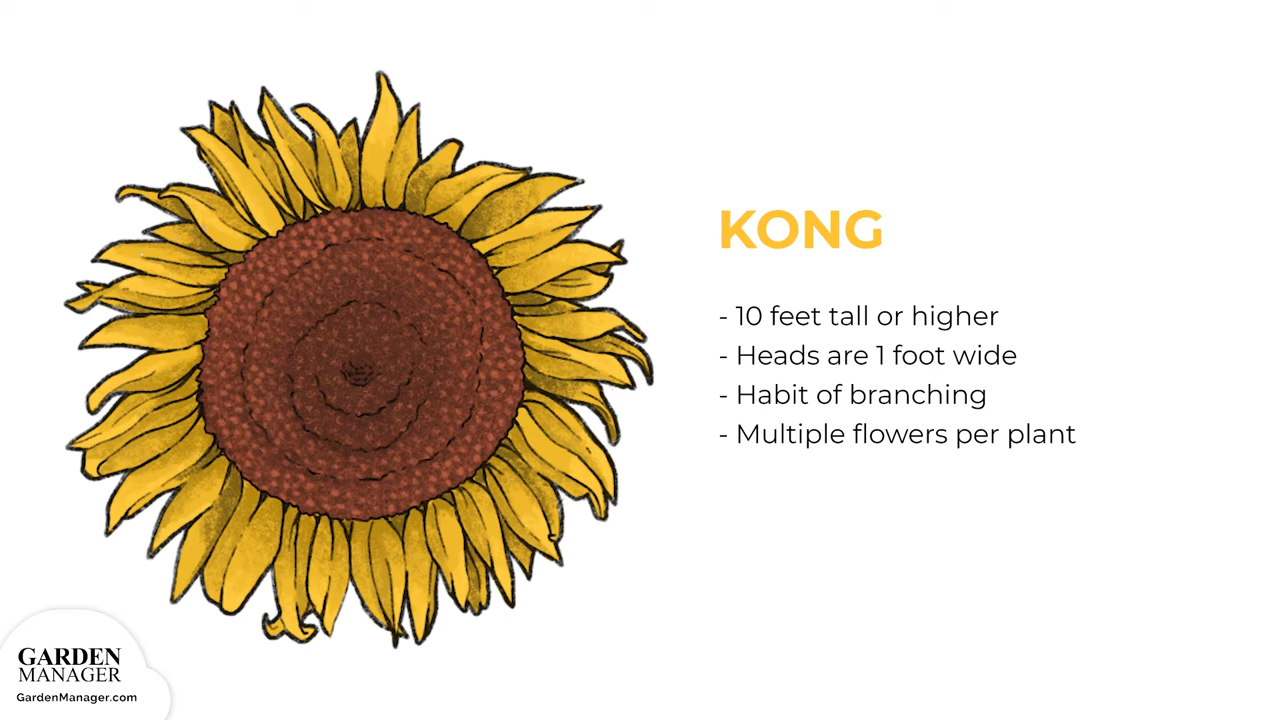 KONG
- 10 feet tall or higher
- Heads are 1 foot wide
- Habit of branching
- Multiple flowers per plant
GARDEN
MANAGER
GardenManager.com